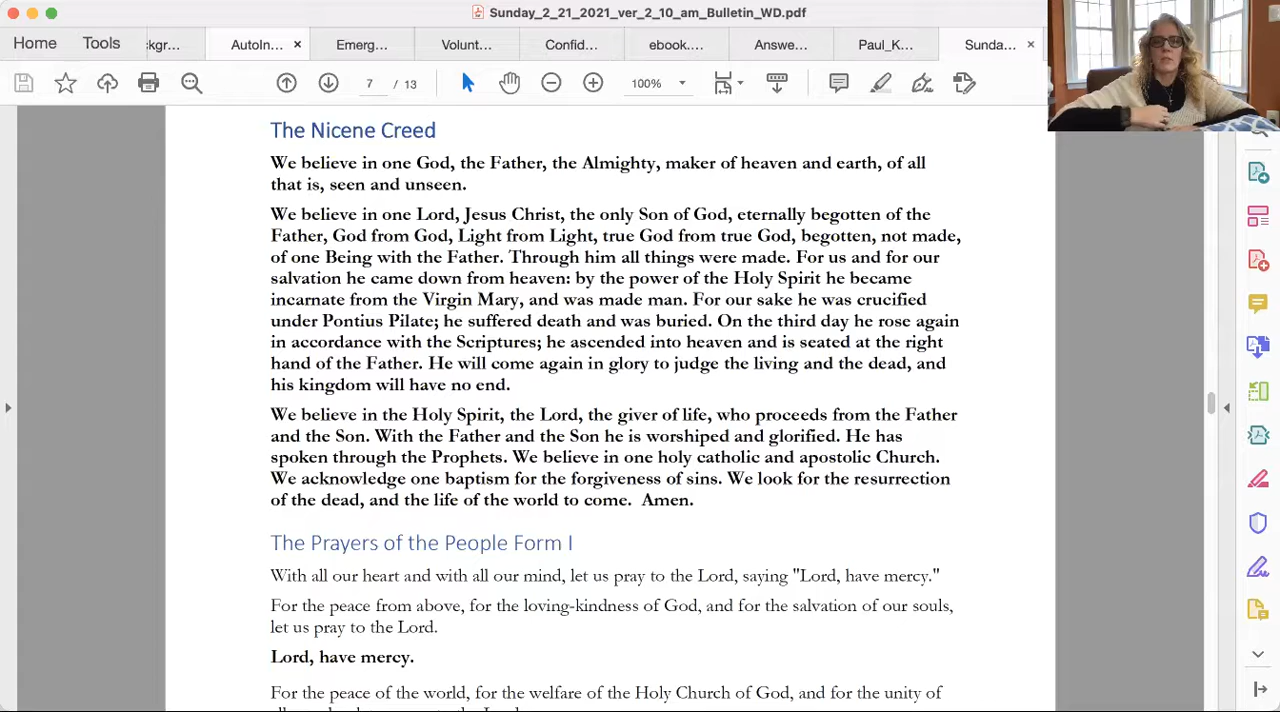 Sunday_2_21_2021_ver_2_10_am_Bulletin_WD.pdf
Home
Tools
ckgr...
AutoIn...
Emerg...
Volunt...
Confid...
ebook....
Answe...
Paul_K...
Sunda...
7 / 13
100%
The Nicene Creed
We believe in one God, the Father, the Almighty, maker of heaven and earth, of all
that is, seen and unseen.
We believe in one Lord, Jesus Christ, the only Son of God, eternally begotten of the
Father, God from God, Light from Light, true God from true God, begotten, not made,
of one Being with the Father. Through him all things were made. For us and for our
salvation he came down from heaven: by the power of the Holy Spirit he became
incarnate from the Virgin Mary, and was made man. For our sake he was crucified
under Pontius Pilate; he suffered death and was buried. On the third day he rose again
in accordance with the Scriptures; he ascended into heaven and is seated at the right
hand of the Father. He will come again in glory to judge the living and the dead, and
his kingdom will have no end.
We believe in the Holy Spirit, the Lord, the giver of life, who proceeds from the Father
and the Son. With the Father and the Son he is worshiped and glorified. He has
spoken through the Prophets. We believe in one holy catholic and apostolic Church.
We acknowledge one baptism for the forgiveness of sins. We look for the resurrection
of the dead, and the life of the world to come. Amen.
The Prayers of the People Form I
With all our heart and with all our mind, let us pray to the Lord, saying "Lord, have mercy."
For the peace from above, for the loving-kindness of God, and for the salvation of our souls,
let us pray to the Lord.
Lord, have mercy.
For the peace of the world, for the welfare of the Holy Church of God, and for the unity of